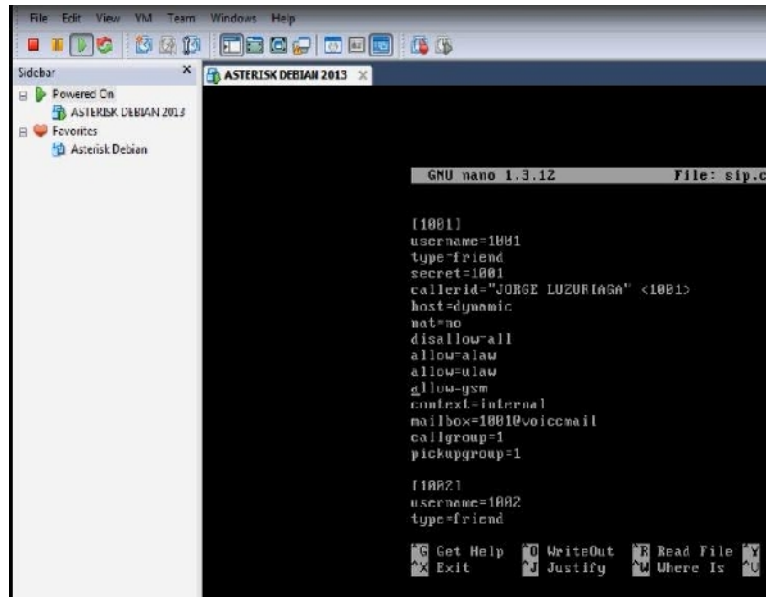 File Edit View VM Team Windows Help
Sidebar ×
ASTERISK DEBIAN 2013 ×
Powered On
ASTERISK DEBIAN 2013
Favorites
Asterisk Debian
GNU nano 1.3.12 File: sip.c
[1001]
username=1001
type=friend
secret=1001
callerid="JORGE LUZURIAGA" <1001>
host=dynamic
nat=no
disallow=all
allow=alaw
allow=ulaw
allow=gsm
context=internal
mailbox=1001@voicemail
callgroup=1
pickupgroup=1
[1002]
username=1002
type=friend
^G Get Help ^O WriteOut ^R Read File ^Y
^X Exit ^J Justify ^W Where Is ^V